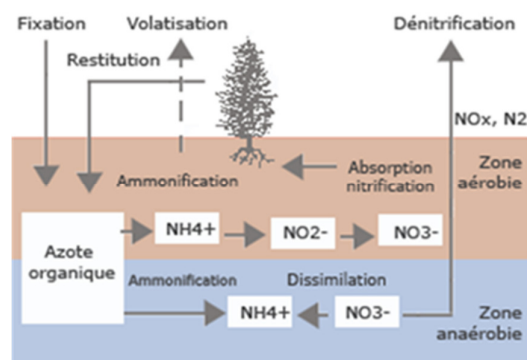 Fixation
Volatisation
Dénitrification
Restitution
NOx, N2
Zone
aérobie
Absorption
nitrification
Ammonification
NH4+
NO2-
NO3-
Azote
organique
Ammonification
Dissimilation
NH4+
NO3-
Zone
anaérobie